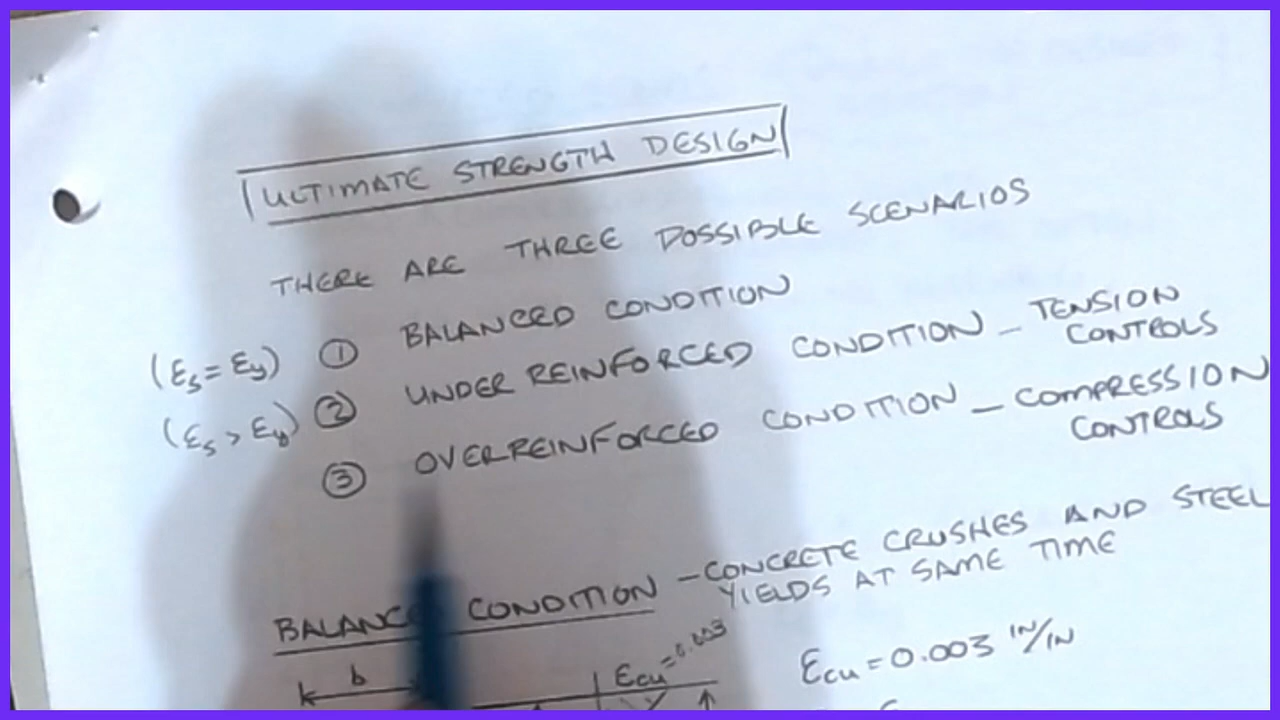 ULTIMATE STRENGTH DESIGN
THERE ARE THREE POSSIBLE SCENARIOS
(εs = εy) ① BALANCED CONDITION
(εs > εy) ② UNDER REINFORCED CONDITION – TENSION CONTROLS
③ OVERREINFORCED CONDITION – COMPRESSION CONTROLS
BALANC CONDITION – CONCRETE CRUSHES AND STEEL
YIELDS AT SAME TIME
b
εcu = 0.003
εcu = 0.003 IN/IN